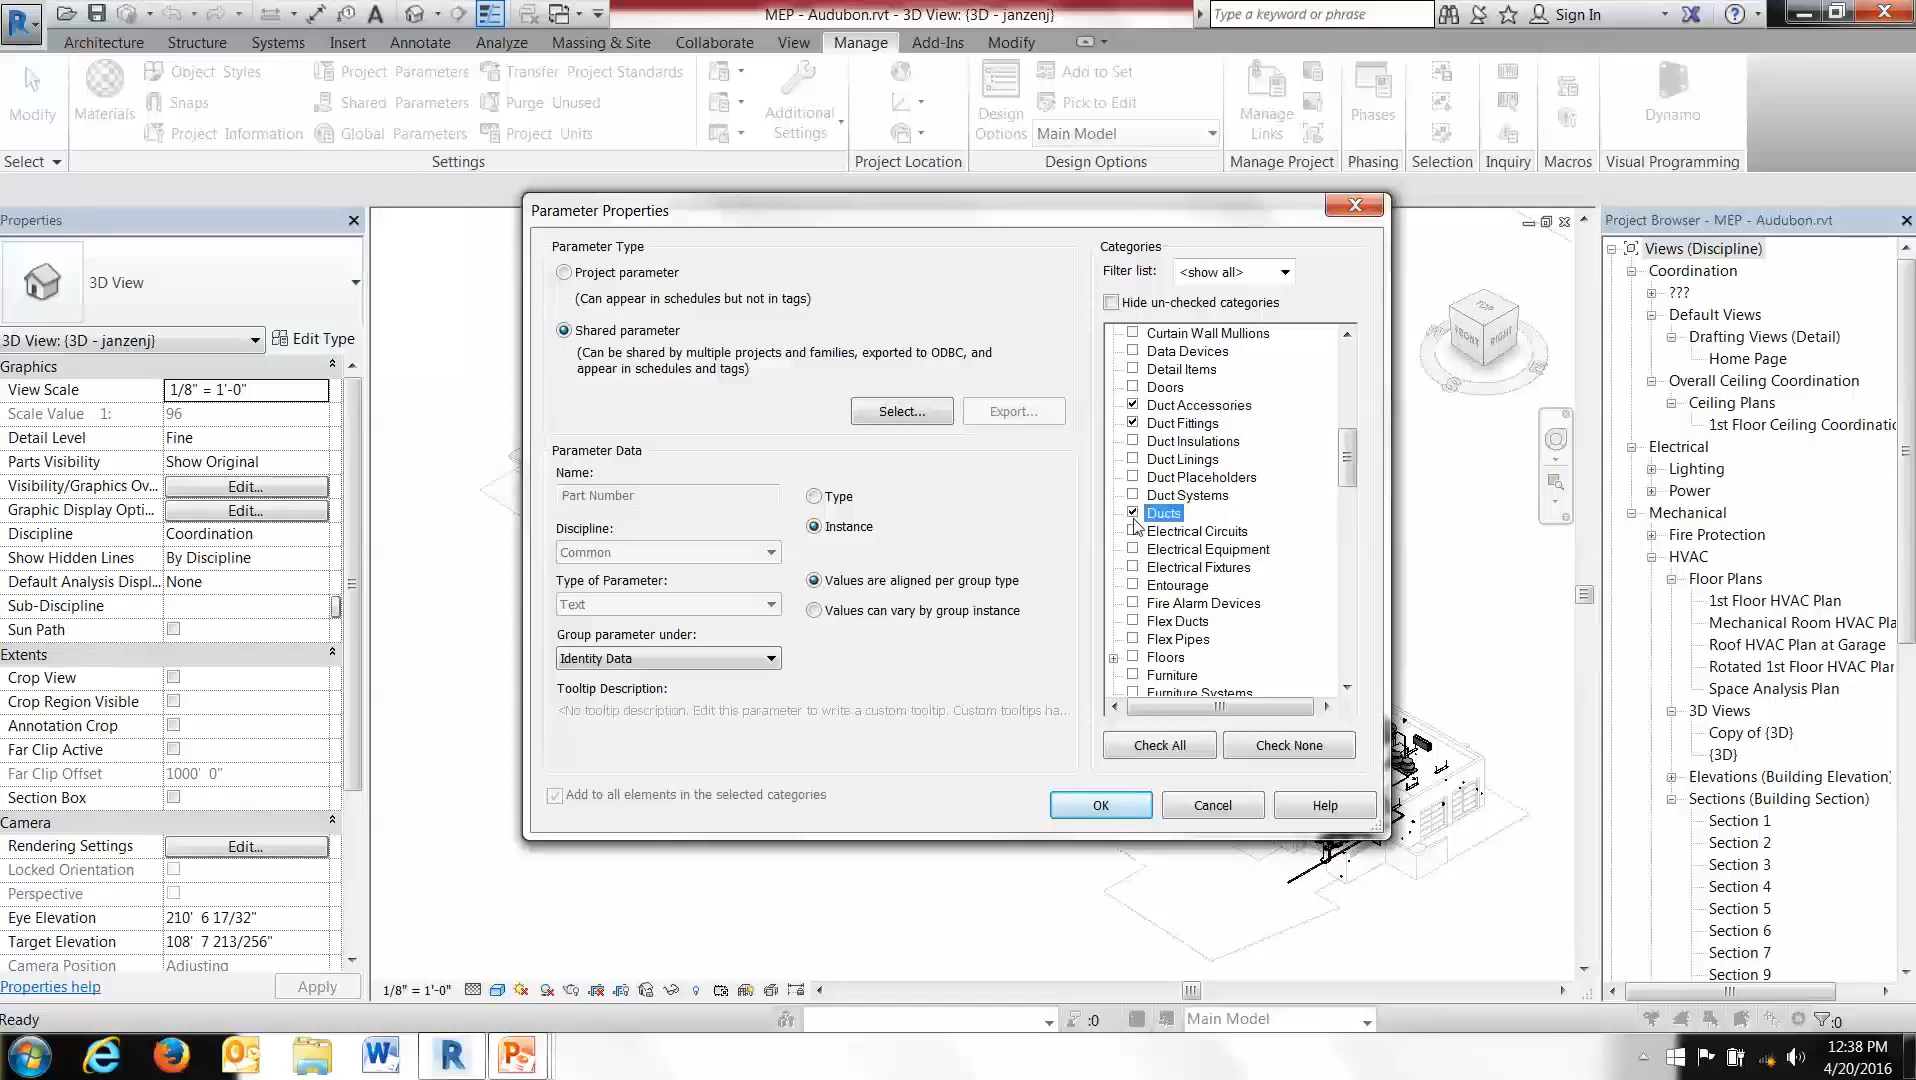 MEP - Audubon.rvt - 3D View: {3D - janzenj}
Type a keyword or phrase
Sign In
Architecture Structure Systems Insert Annotate Analyze Massing & Site Collaborate View Manage Add-Ins Modify
Modify
Materials
Object Styles
Snaps
Project Information
Project Parameters
Shared Parameters
Global Parameters
Transfer Project Standards
Purge Unused
Project Units
Additional
Settings
Design
Options
Add to Set
Pick to Edit
Main Model
Manage
Links
Phases
Dynamo
Select Settings Project Location Design Options Manage Project Phasing Selection Inquiry Macros Visual Programming
Properties
3D View
3D View: {3D - janzenj} Edit Type
Graphics
View Scale 1/8" = 1'-0"
Scale Value 1: 96
Detail Level Fine
Parts Visibility Show Original
Visibility/Graphics Ov... Edit...
Graphic Display Opti... Edit...
Discipline Coordination
Show Hidden Lines By Discipline
Default Analysis Displ... None
Sub-Discipline
Sun Path
Extents
Crop View
Crop Region Visible
Annotation Crop
Far Clip Active
Far Clip Offset 1000' 0"
Section Box
Camera
Rendering Settings Edit...
Locked Orientation
Perspective
Eye Elevation 210' 6 17/32"
Target Elevation 108' 7 213/256"
Camera Position Adjusting
Properties help Apply
Parameter Properties
Parameter Type
Project parameter
(Can appear in schedules but not in tags)
Shared parameter
(Can be shared by multiple projects and families, exported to ODBC, and
appear in schedules and tags)
Select... Export...
Parameter Data
Name:
Part Number
Type
Discipline:
Instance
Common
Type of Parameter:
Values are aligned per group type
Text
Values can vary by group instance
Group parameter under:
Identity Data
Tooltip Description:
<No tooltip description. Edit this parameter to write a custom tooltip. Custom tooltips ha...
Add to all elements in the selected categories
Categories
Filter list: <show all>
Hide un-checked categories
Curtain Wall Mullions
Data Devices
Detail Items
Doors
Duct Accessories
Duct Fittings
Duct Insulations
Duct Linings
Duct Placeholders
Duct Systems
Ducts
Electrical Circuits
Electrical Equipment
Electrical Fixtures
Entourage
Fire Alarm Devices
Flex Ducts
Flex Pipes
Floors
Furniture
Furniture Systems
Check All Check None
OK Cancel Help
TOP
FRONT RIGHT
Project Browser - MEP - Audubon.rvt
Views (Discipline)
Coordination
???
Default Views
Drafting Views (Detail)
Home Page
Overall Ceiling Coordination
Ceiling Plans
1st Floor Ceiling Coordinatic
Electrical
Lighting
Power
Mechanical
Fire Protection
HVAC
Floor Plans
1st Floor HVAC Plan
Mechanical Room HVAC Pla
Roof HVAC Plan at Garage
Rotated 1st Floor HVAC Plar
Space Analysis Plan
3D Views
Copy of {3D}
{3D}
Elevations (Building Elevation)
Sections (Building Section)
Section 1
Section 2
Section 3
Section 4
Section 5
Section 6
Section 7
Section 9
1/8" = 1'-0"
Ready
:0
Main Model
:0
12:38 PM
4/20/2016